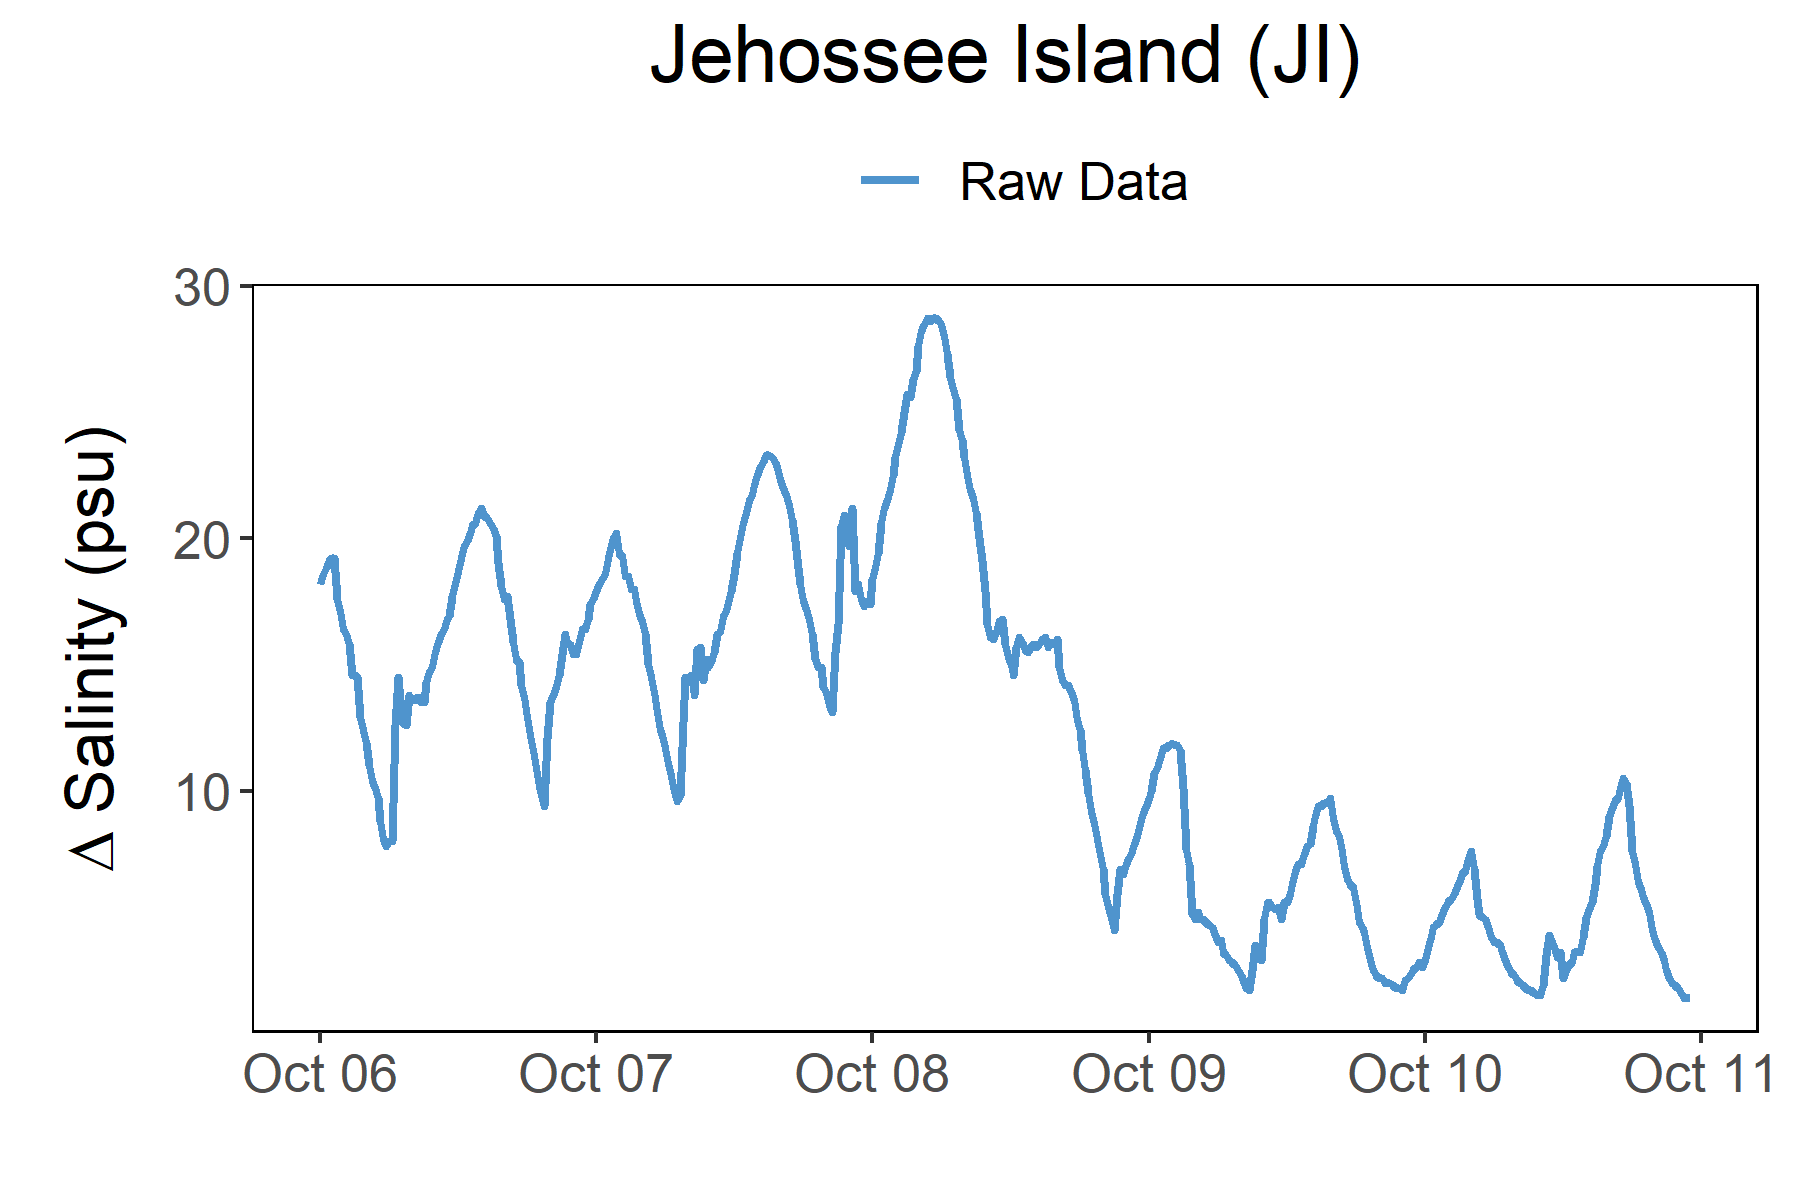 Jehossee Island (JI)
Raw Data
Δ Salinity (psu)
30
20
10
Oct 06
Oct 07
Oct 08
Oct 09
Oct 10
Oct 11